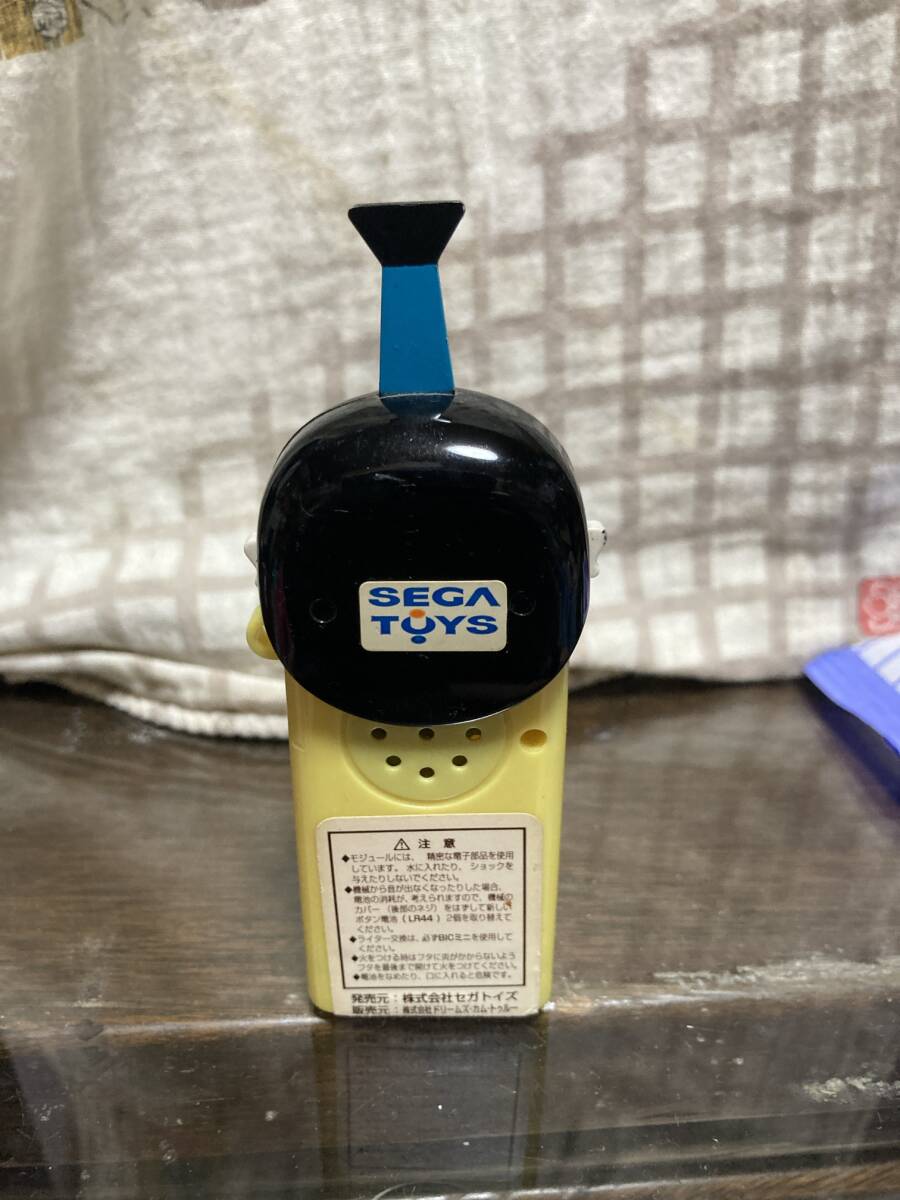 SEGA
TOYS
⚠ 注 意
◆モジュールには、精密な電子部品を使用
しています。水に入れたり、ショックを
与えたりしないでください。
◆機械から音が出なくなったりした場合、
電池の消耗が、考えられますので、機械の
カバー（後部のネジ）をはずして新しい
ボタン電池（LR44）2個を取り替えて
ください。
◆ライター交換は、必ずBICミニを使用して
ください。
◆火をつける時はフタに炎がかからないよう
フタを最後まで開けて火をつけてください。
◆電池をなめたり、口に入れると危険です。
発売元：株式会社セガトイズ
販売元：株式会社ドリームズ・カム・トゥルー